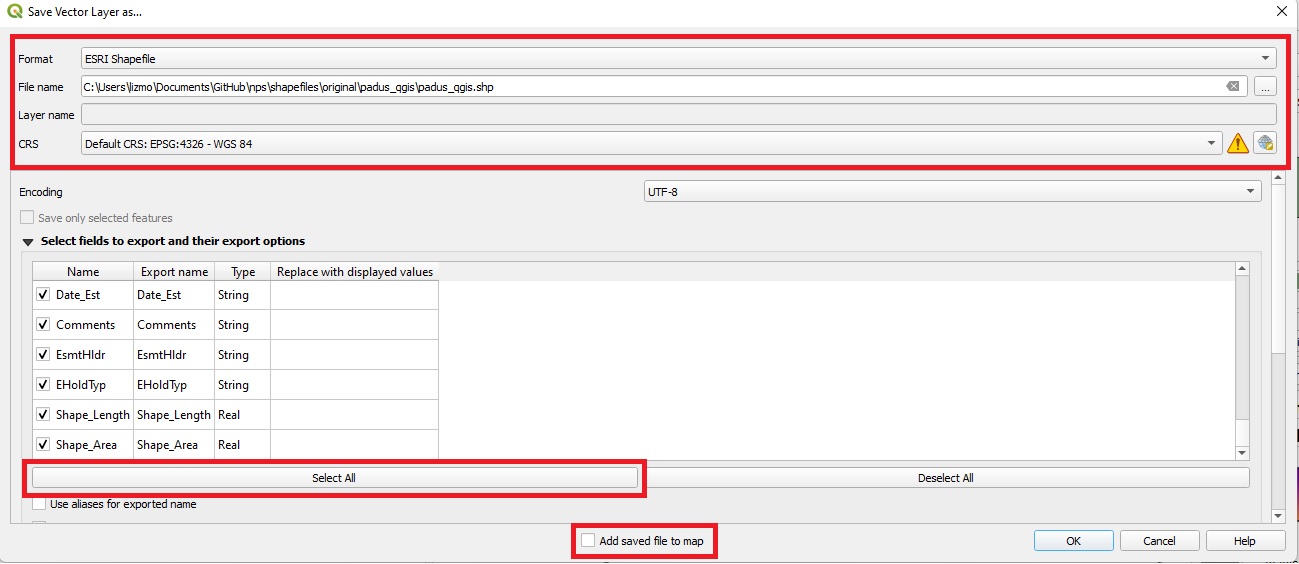 Save Vector Layer as...
Format ESRI Shapefile
File name C:\Users\lizmo\Documents\GitHub\nps\shapefiles\original\padus_qgis\padus_qgis.shp ...
Layer name
CRS Default CRS: EPSG:4326 - WGS 84
Encoding UTF-8
Save only selected features
Select fields to export and their export options
Name Export name Type Replace with displayed values
Date_Est Date_Est String
Comments Comments String
EsmtHldr EsmtHldr String
EHoldTyp EHoldTyp String
Shape_Length Shape_Length Real
Shape_Area Shape_Area Real
Select All Deselect All
Use aliases for exported name
Add saved file to map OK Cancel Help